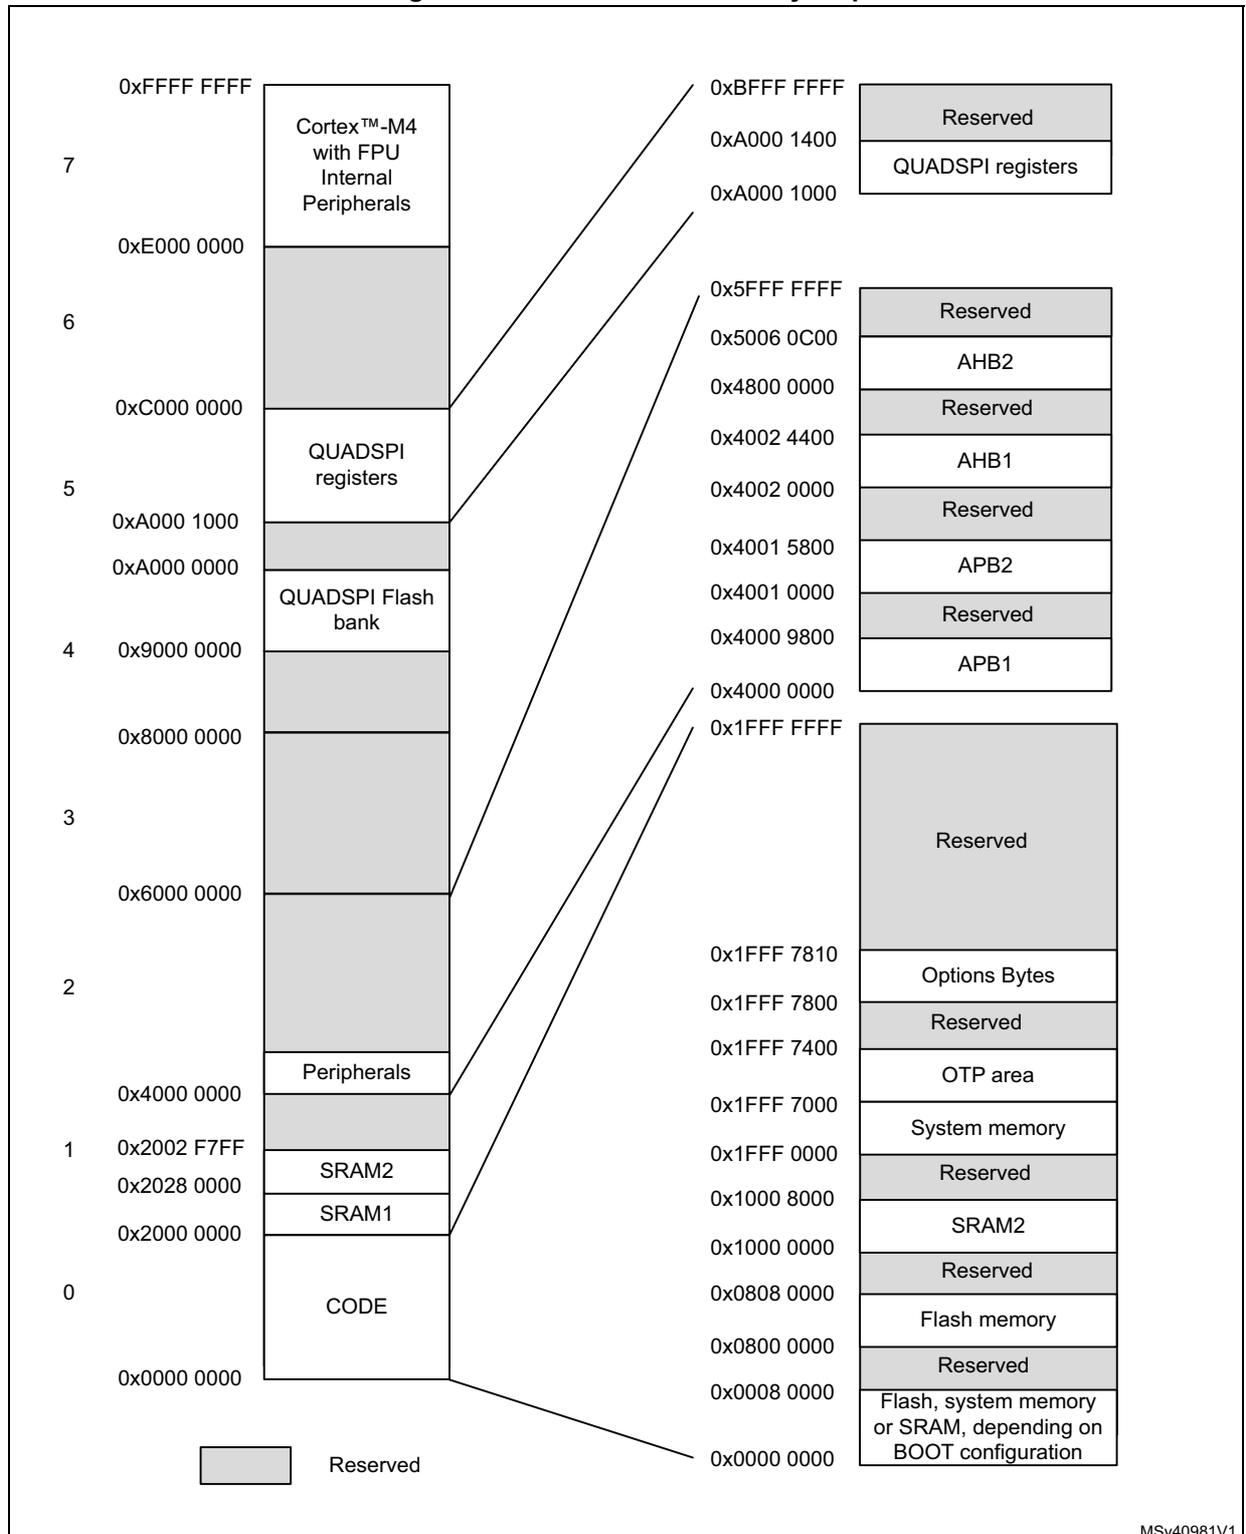 0xFFFF FFFF
Cortex™-M4
with FPU
Internal
Peripherals
7
0xE000 0000
6
0xC000 0000
QUADSPI
registers
5
0xA000 1000
0xA000 0000
QUADSPI Flash
bank
4
0x9000 0000
0x8000 0000
3
0x6000 0000
2
Peripherals
0x4000 0000
1
0x2002 F7FF
SRAM2
0x2028 0000
SRAM1
0x2000 0000
0
CODE
0x0000 0000
Reserved
0xBFFF FFFF
Reserved
0xA000 1400
QUADSPI registers
0xA000 1000
0x5FFF FFFF
Reserved
0x5006 0C00
AHB2
0x4800 0000
Reserved
0x4002 4400
AHB1
0x4002 0000
Reserved
0x4001 5800
APB2
0x4001 0000
Reserved
0x4000 9800
APB1
0x4000 0000
0x1FFF FFFF
Reserved
0x1FFF 7810
Options Bytes
0x1FFF 7800
Reserved
0x1FFF 7400
OTP area
0x1FFF 7000
System memory
0x1FFF 0000
Reserved
0x1000 8000
SRAM2
0x1000 0000
Reserved
0x0808 0000
Flash memory
0x0800 0000
Reserved
0x0008 0000
Flash, system memory
or SRAM, depending on
BOOT configuration
0x0000 0000
MSv40981V1